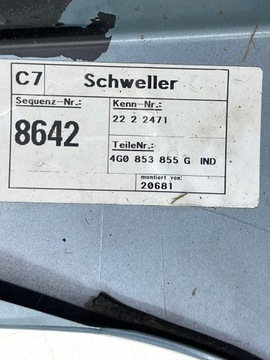 C7 Schweller
Sequenz-Nr.:
8642
Kenn-Nr.:
22 2 2471
TeileNr.:
4G0 853 855 G IND
montiert von:
20681